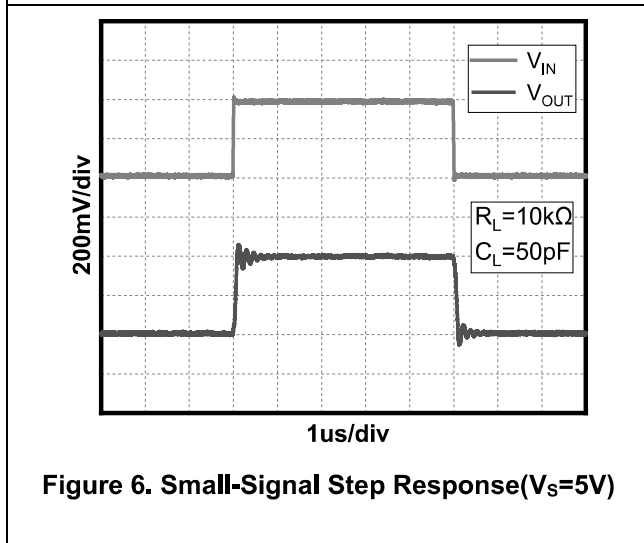 V_IN
V_OUT
200mV/div
R_L=10kΩ
C_L=50pF
1us/div
Figure 6. Small-Signal Step Response(V_S=5V)